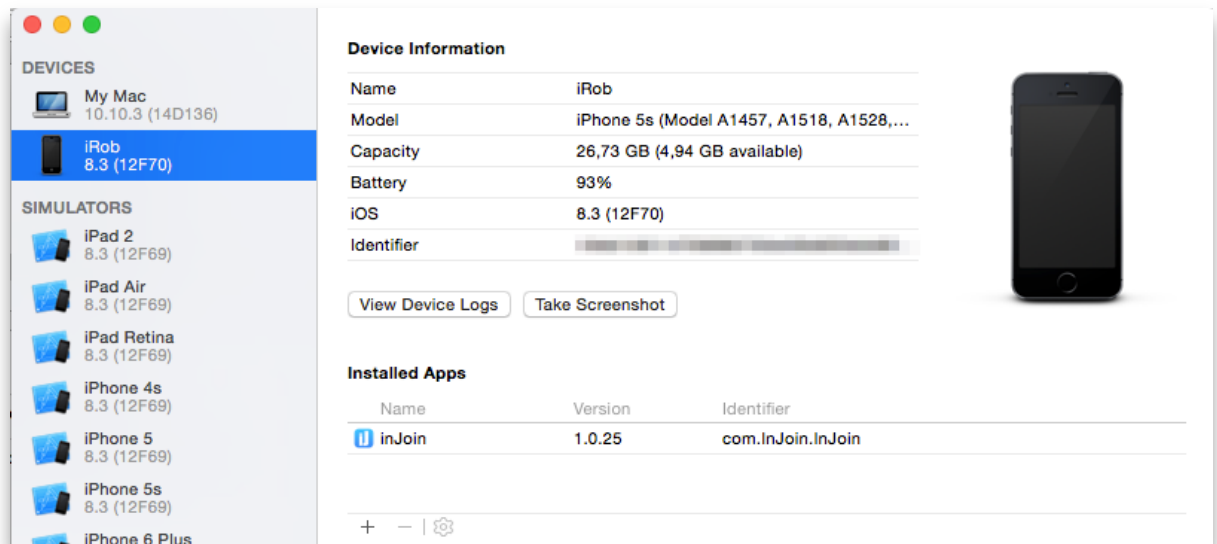 DEVICES
My Mac
10.10.3 (14D136)
iRob
8.3 (12F70)
SIMULATORS
iPad 2
8.3 (12F69)
iPad Air
8.3 (12F69)
iPad Retina
8.3 (12F69)
iPhone 4s
8.3 (12F69)
iPhone 5
8.3 (12F69)
iPhone 5s
8.3 (12F69)
iPhone 6 Plus
Device Information
Name iRob
Model iPhone 5s (Model A1457, A1518, A1528,...
Capacity 26,73 GB (4,94 GB available)
Battery 93%
iOS 8.3 (12F70)
Identifier
View Device Logs Take Screenshot
Installed Apps
Name Version Identifier
inJoin 1.0.25 com.InJoin.InJoin